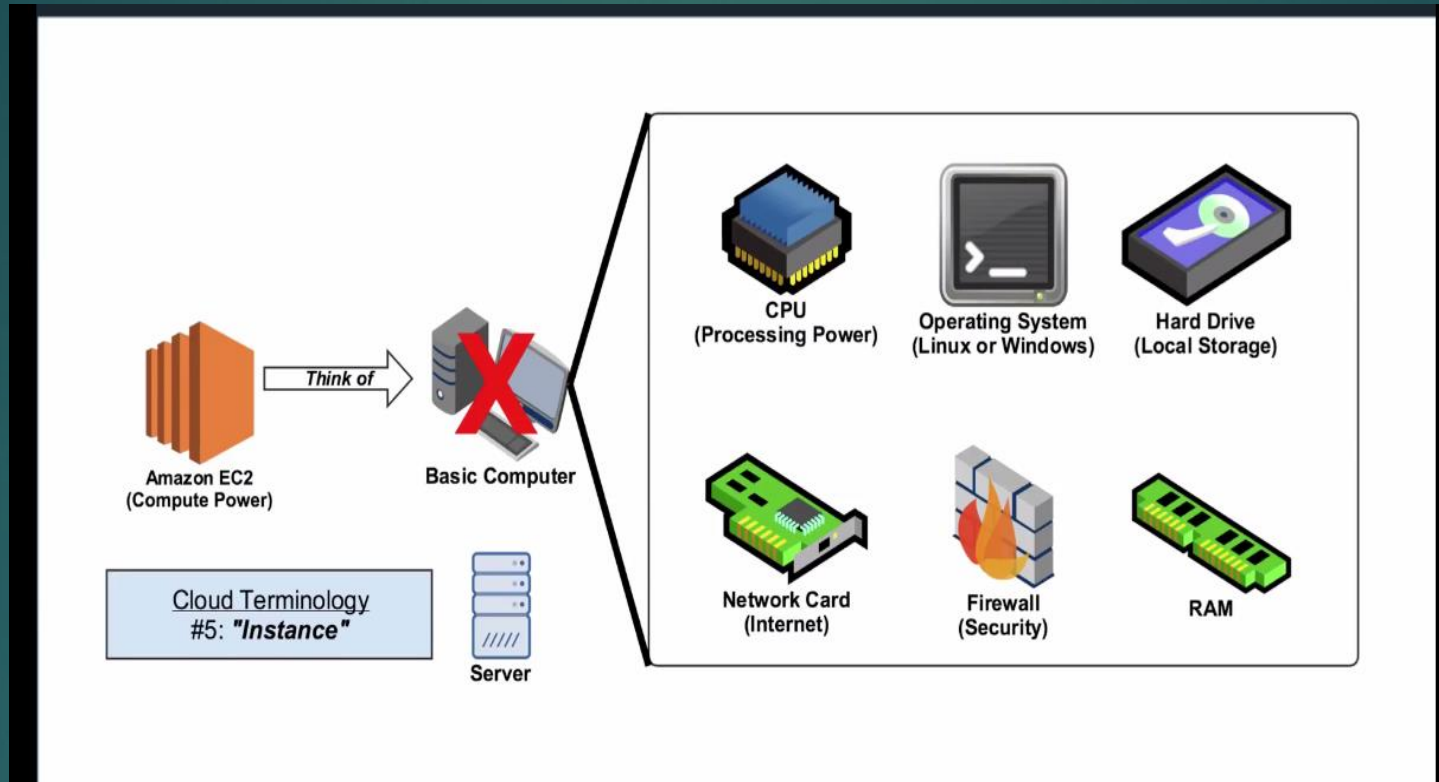 CPU
(Processing Power)
Operating System
(Linux or Windows)
Hard Drive
(Local Storage)
Think of
Amazon EC2
(Compute Power)
Basic Computer
Network Card
(Internet)
Firewall
(Security)
RAM
Cloud Terminology
#5: "Instance"
Server